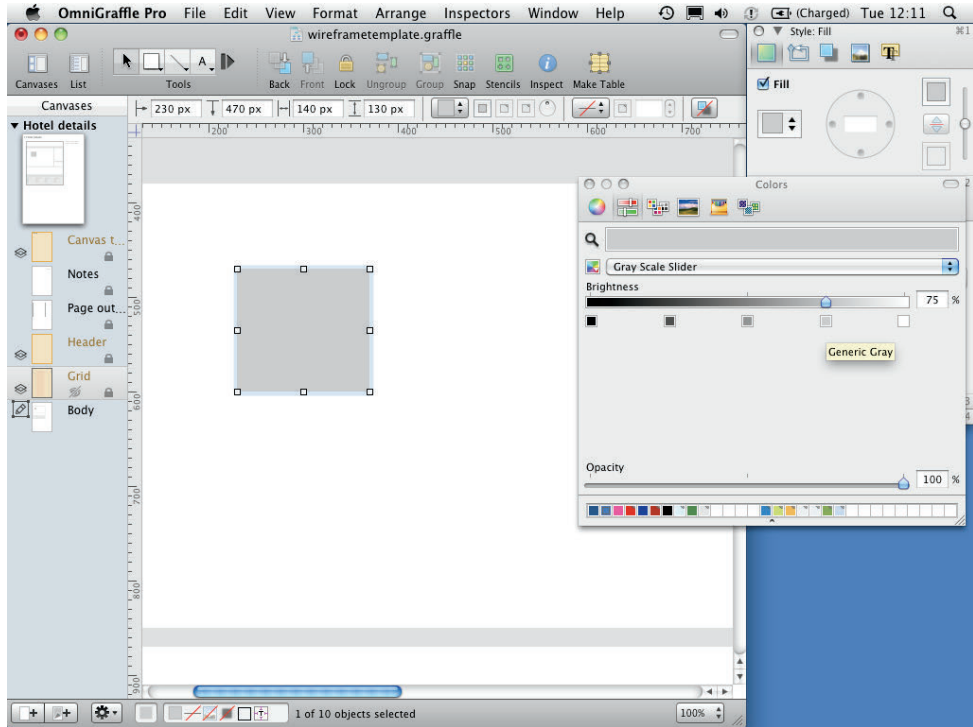 OmniGraffle Pro File Edit View Format Arrange Inspectors Window Help (Charged) Tue 12:11
wireframetemplate.graffle
Style: Fill ⌘1
Canvases List Tools Back Front Lock Ungroup Group Snap Stencils Inspect Make Table
A
T
Fill
Canvases 230 px 470 px 140 px 130 px
Hotel details
200 300 400 500 600 700
Colors 2
400
Canvas t...
Notes
Gray Scale Slider
Brightness
75 %
500
Page out...
Header
Generic Gray
Grid
600
Body
3
4
Opacity
100 %
700
800
900
1 of 10 objects selected 100%